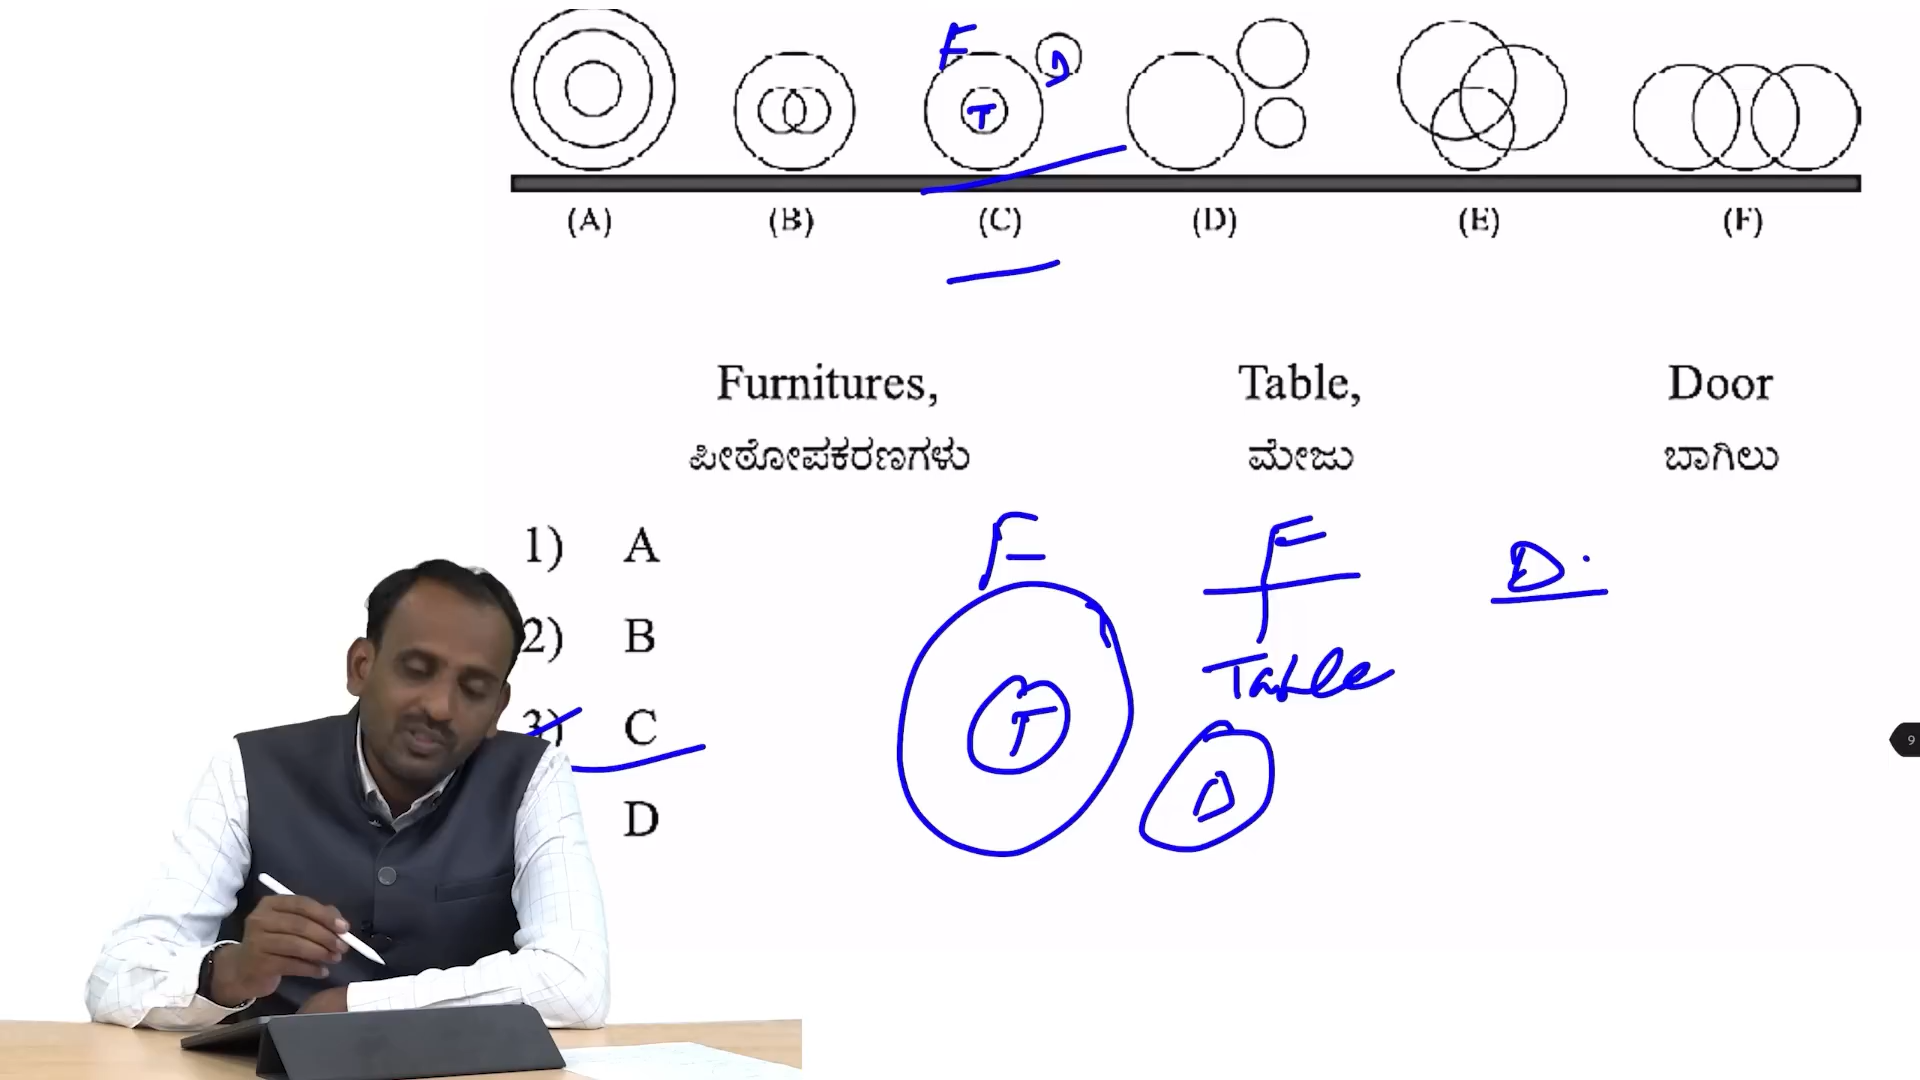 F
D
T
(A) (B) (C) (D) (E) (F)
Furnitures, Table, Door
ಪೀಠೋಪಕರಣಗಳು ಮೇಜು ಬಾಗಿಲು
1) A
F F D.
2) B
Table
3) C
T
D
D
9